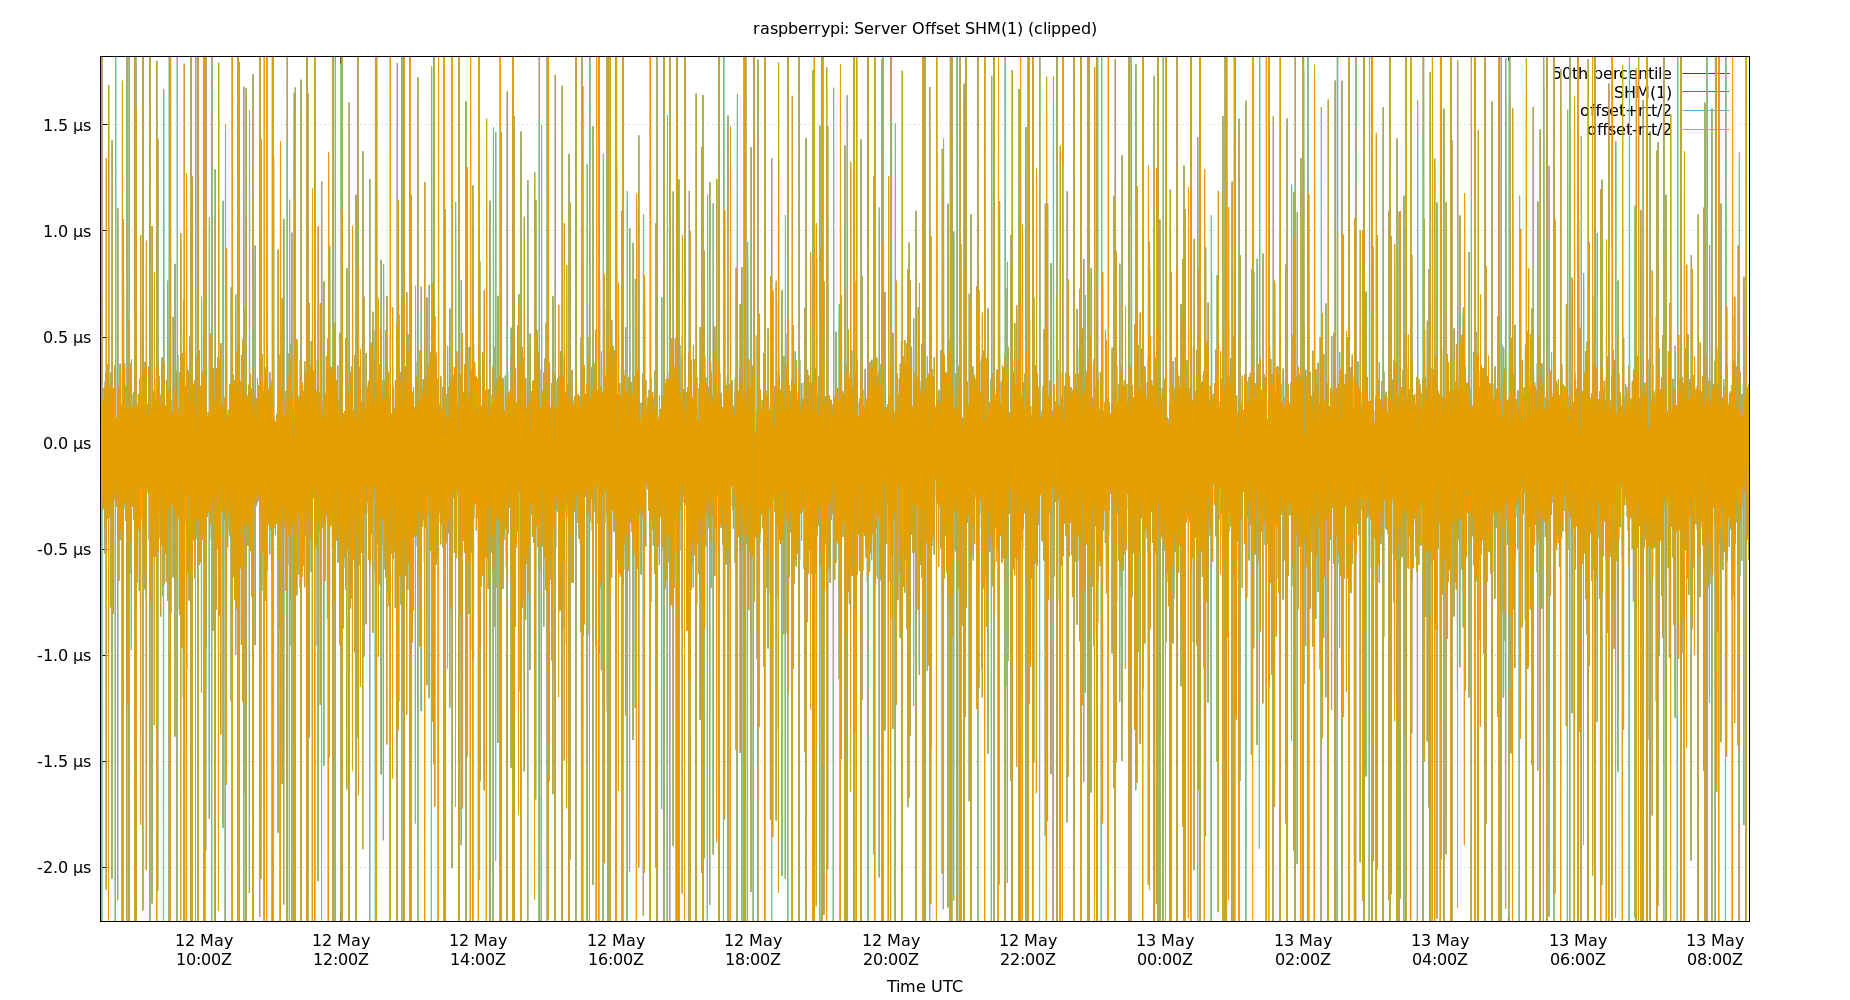 raspberrypi: Server Offset SHM(1) (clipped)
50th percentile
SHM(1)
offset+rtt/2
offset-rtt/2
1.5 µs
1.0 µs
0.5 µs
0.0 µs
-0.5 µs
-1.0 µs
-1.5 µs
-2.0 µs
12 May 12 May 12 May 12 May 12 May 12 May 12 May 13 May 13 May 13 May 13 May 13 May
10:00Z 12:00Z 14:00Z 16:00Z 18:00Z 20:00Z 22:00Z 00:00Z 02:00Z 04:00Z 06:00Z 08:00Z
Time UTC